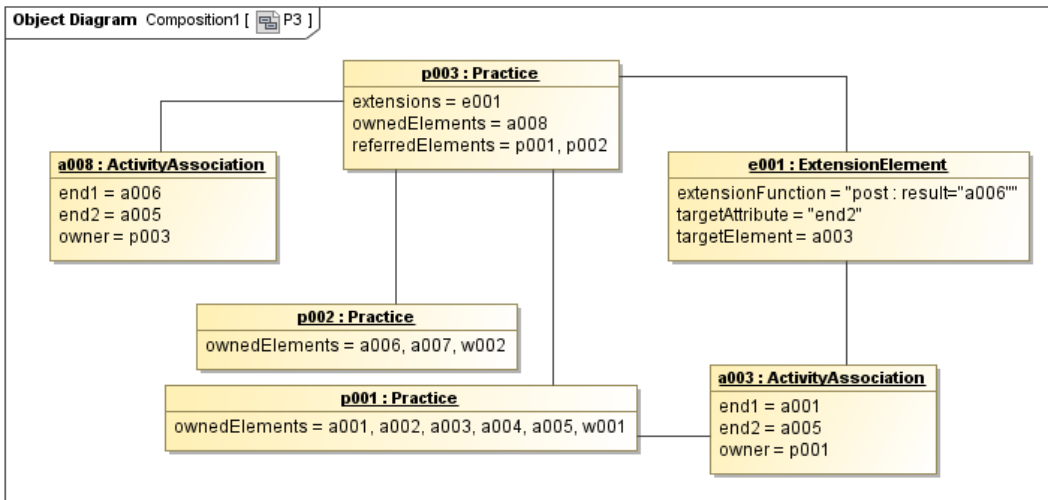 Object Diagram Composition1 [ P3 ]
p003 : Practice
extensions = e001
ownedElements = a008
referredElements = p001, p002
a008 : ActivityAssociation
end1 = a006
end2 = a005
owner = p003
e001 : ExtensionElement
extensionFunction = "post : result="a006""
targetAttribute = "end2"
targetElement = a003
p002 : Practice
ownedElements = a006, a007, w002
p001 : Practice
ownedElements = a001, a002, a003, a004, a005, w001
a003 : ActivityAssociation
end1 = a001
end2 = a005
owner = p001